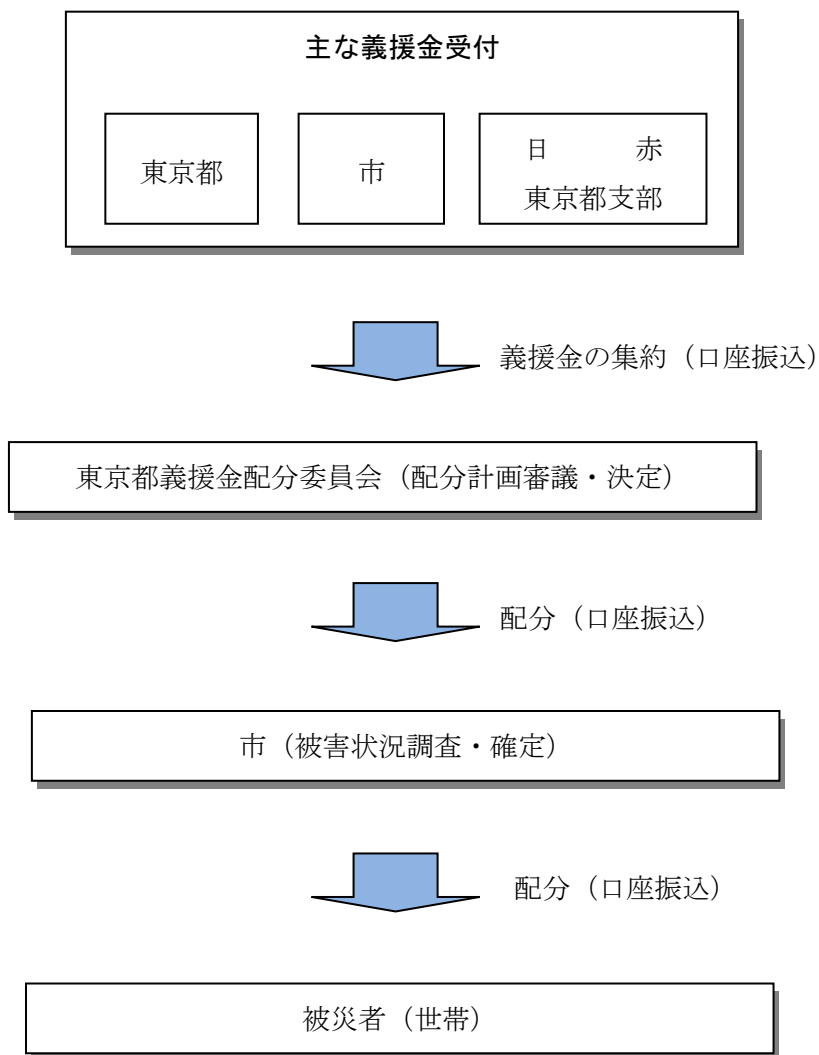 主な義援金受付
東京都
市
日　　　赤
東京都支部
義援金の集約（口座振込）
東京都義援金配分委員会（配分計画審議・決定）
配分（口座振込）
市（被害状況調査・確定）
配分（口座振込）
被災者（世帯）